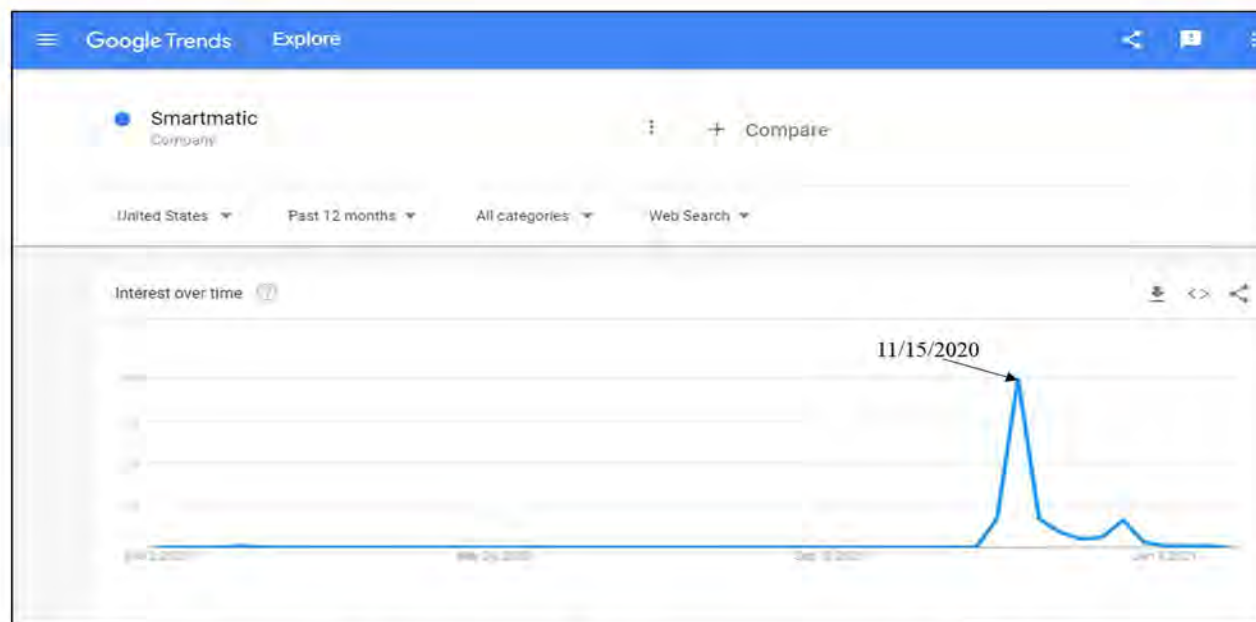 Google Trends Explore
Smartmatic
Company
+ Compare
United States Past 12 months All categories Web Search
Interest over time ?
11/15/2020